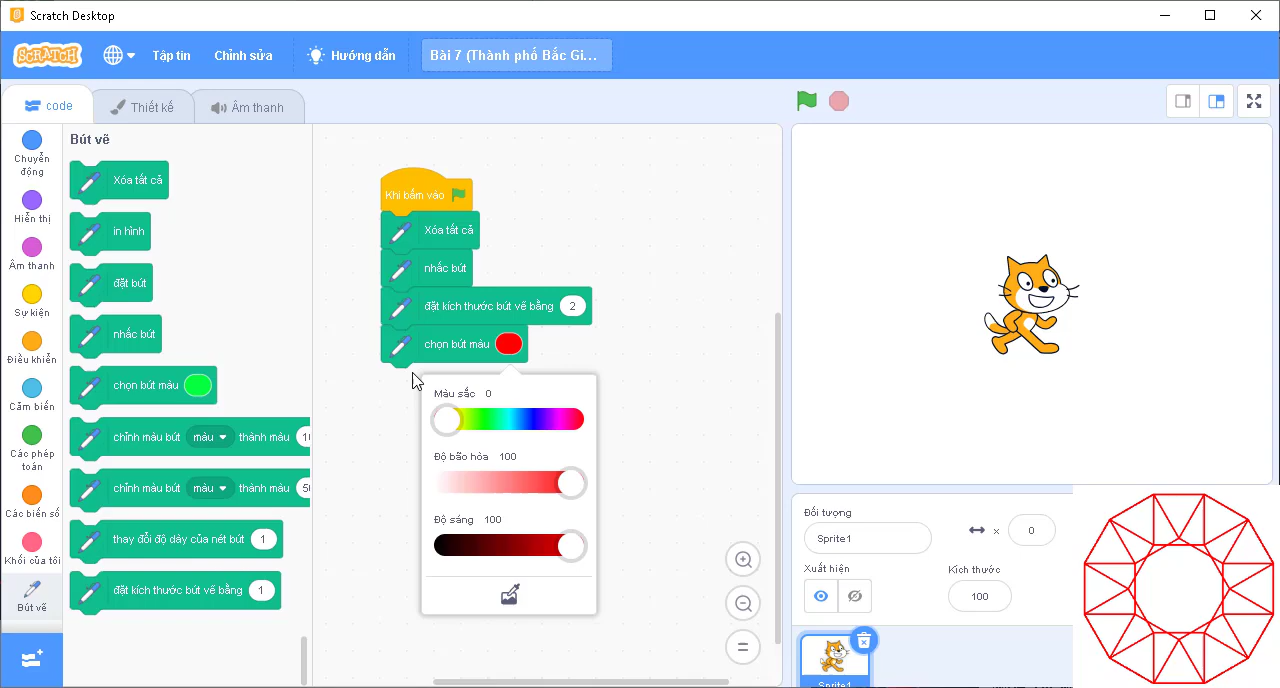 Scratch Desktop
SCRATCH
Tập tin
Chỉnh sửa
Hướng dẫn
Bài 7 (Thành phố Bắc Gi...
code
Thiết kế
Âm thanh
Chuyển động
Hiển thị
Âm thanh
Sự kiện
Điều khiển
Cảm biến
Các phép toán
Các biến số
Khối của tôi
Bút vẽ
Bút vẽ
Xóa tất cả
in hình
đặt bút
nhấc bút
chọn bút màu
chỉnh màu bút màu thành màu 1
chỉnh màu bút màu thành màu 5
thay đổi độ dày của nét bút 1
đặt kích thước bút vẽ bằng 1
Khi bấm vào
Xóa tất cả
nhấc bút
đặt kích thước bút vẽ bằng 2
chọn bút màu
Màu sắc 0
Độ bão hòa 100
Độ sáng 100
Đối tượng
Sprite1
x 0
Xuất hiện
Kích thước
100
Sprite1